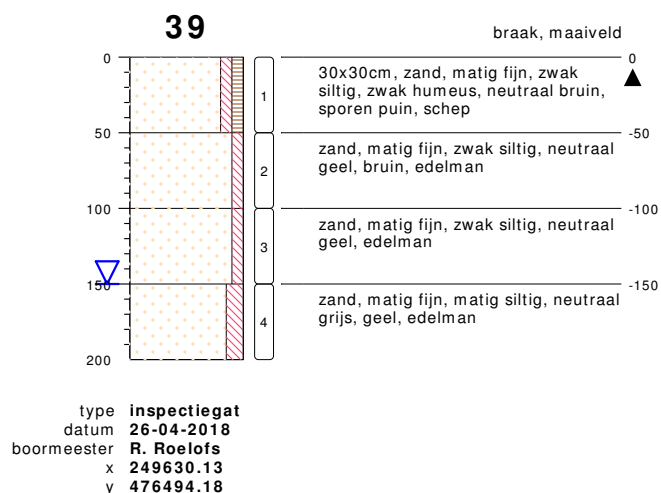 39
braak, maaiveld
0
0
30x30cm, zand, matig fijn, zwak
siltig, zwak humeus, neutraal bruin,
sporen puin, schep
1
50
-50
zand, matig fijn, zwak siltig, neutraal
geel, bruin, edelman
2
100
-100
zand, matig fijn, zwak siltig, neutraal
geel, edelman
3
150
-150
zand, matig fijn, matig siltig, neutraal
grijs, geel, edelman
4
200
type inspectiegat
datum 26-04-2018
boormeester R. Roelofs
x 249630.13
y 476494.18